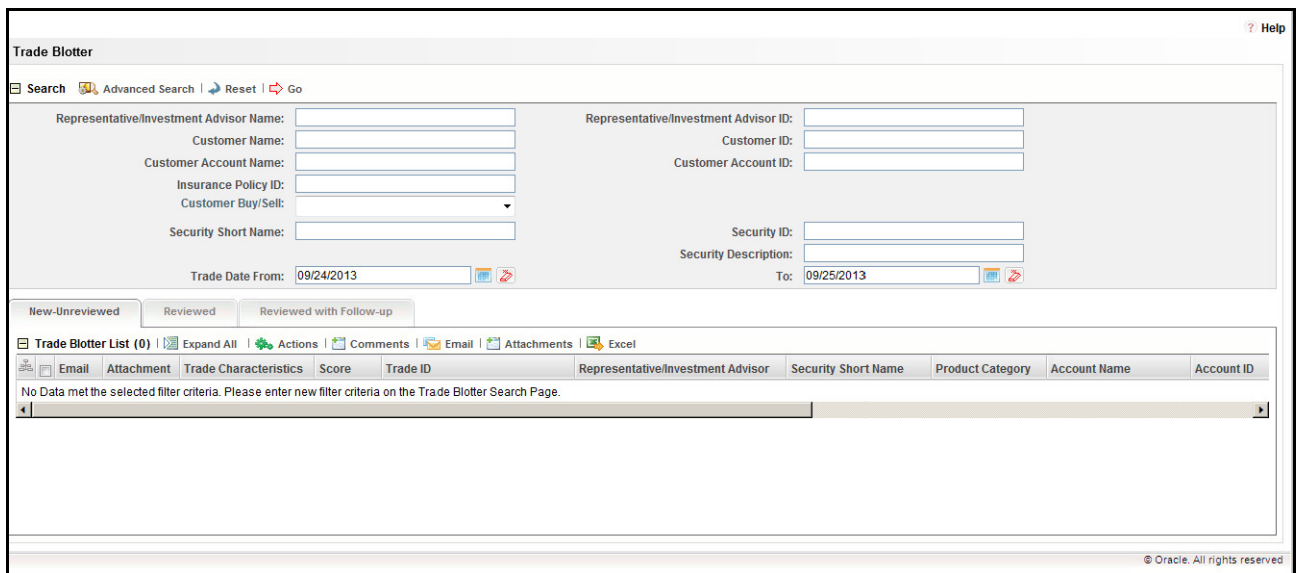 ? Help
Trade Blotter
Search Advanced Search | Reset | Go
Representative/Investment Advisor Name: Representative/Investment Advisor ID:
Customer Name: Customer ID:
Customer Account Name: Customer Account ID:
Insurance Policy ID:
Customer Buy/Sell:
Security Short Name: Security ID:
Security Description:
Trade Date From: 09/24/2013 To: 09/25/2013
New-Unreviewed Reviewed Reviewed with Follow-up
Trade Blotter List (0) | Expand All | Actions | Comments | Email | Attachments | Excel
Email Attachment Trade Characteristics Score Trade ID Representative/Investment Advisor Security Short Name Product Category Account Name Account ID
No Data met the selected filter criteria. Please enter new filter criteria on the Trade Blotter Search Page.
© Oracle. All rights reserved